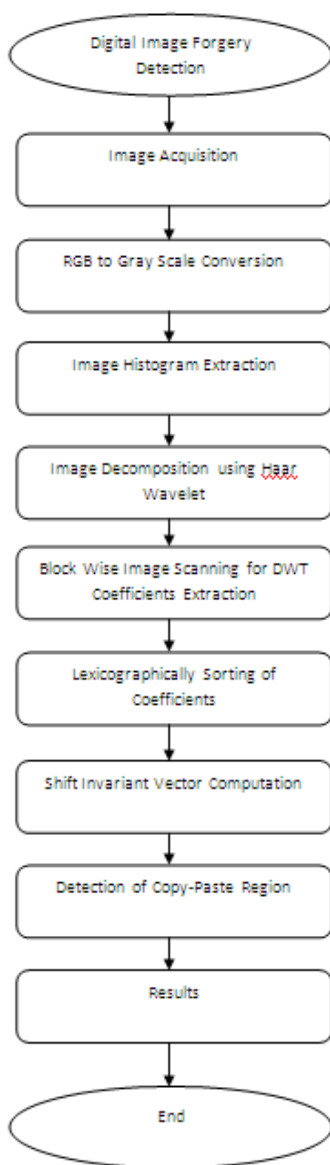 Digital Image Forgery
Detection
Image Acquisition
RGB to Gray Scale Conversion
Image Histogram Extraction
Image Decomposition using Haar
Wavelet
Block Wise Image Scanning for DWT
Coefficients Extraction
Lexicographically Sorting of
Coefficients
Shift Invariant Vector Computation
Detection of Copy-Paste Region
Results
End